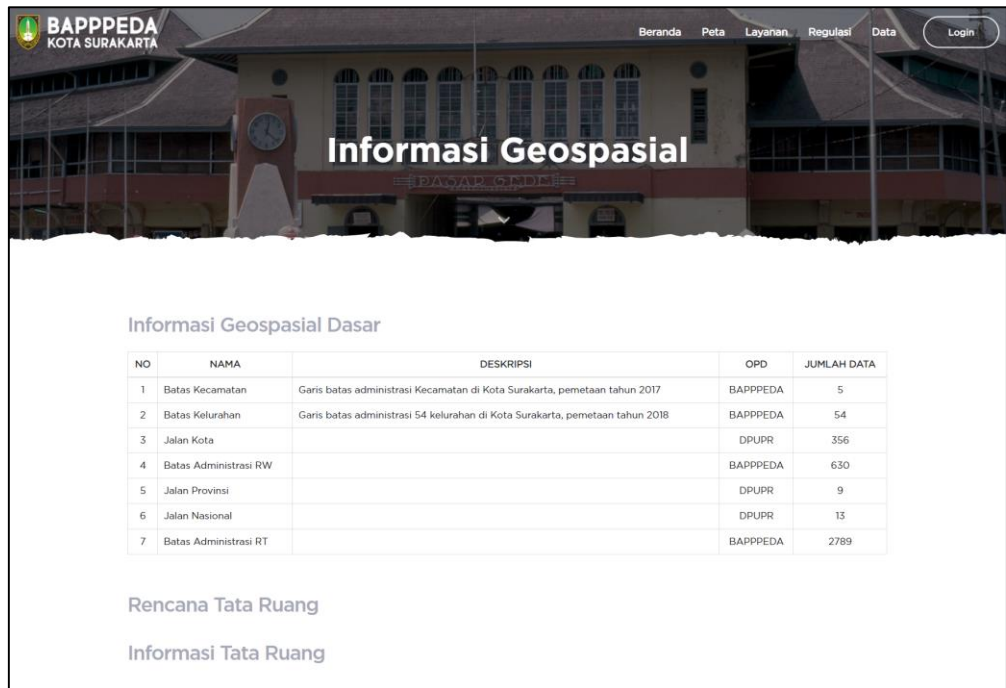 BAPPPEDA
KOTA SURAKARTA
Beranda Peta Layanan Regulasi Data Login
Informasi Geospasial
PASAR GEDE
Informasi Geospasial Dasar
NO NAMA DESKRIPSI OPD JUMLAH DATA
1 Batas Kecamatan Garis batas administrasi Kecamatan di Kota Surakarta, pemetaan tahun 2017 BAPPPEDA 5
2 Batas Kelurahan Garis batas administrasi 54 kelurahan di Kota Surakarta, pemetaan tahun 2018 BAPPPEDA 54
3 Jalan Kota DPUPR 356
4 Batas Administrasi RW BAPPPEDA 630
5 Jalan Provinsi DPUPR 9
6 Jalan Nasional DPUPR 13
7 Batas Administrasi RT BAPPPEDA 2789
Rencana Tata Ruang
Informasi Tata Ruang